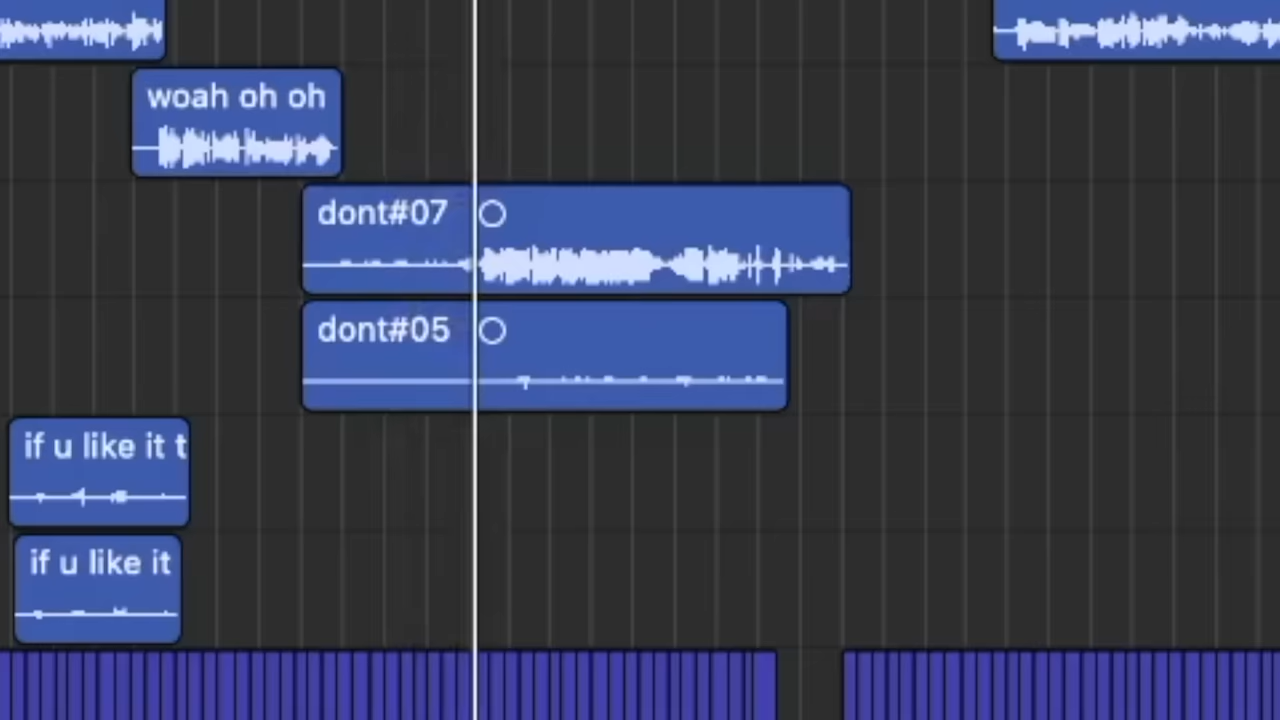 woah oh oh
dont#07
dont#05
if u like it t
if u like it